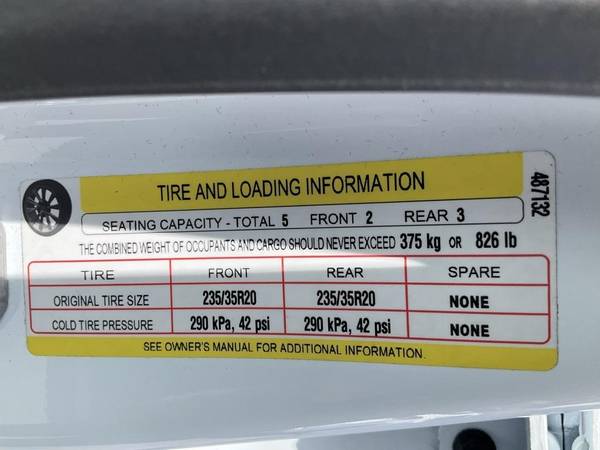 TIRE AND LOADING INFORMATION
SEATING CAPACITY - TOTAL 5 FRONT 2 REAR 3
THE COMBINED WEIGHT OF OCCUPANTS AND CARGO SHOULD NEVER EXCEED 375 kg OR 826 lb
TIRE FRONT REAR SPARE
ORIGINAL TIRE SIZE 235/35R20 235/35R20 NONE
COLD TIRE PRESSURE 290 kPa, 42 psi 290 kPa, 42 psi NONE
SEE OWNER'S MANUAL FOR ADDITIONAL INFORMATION.
487132